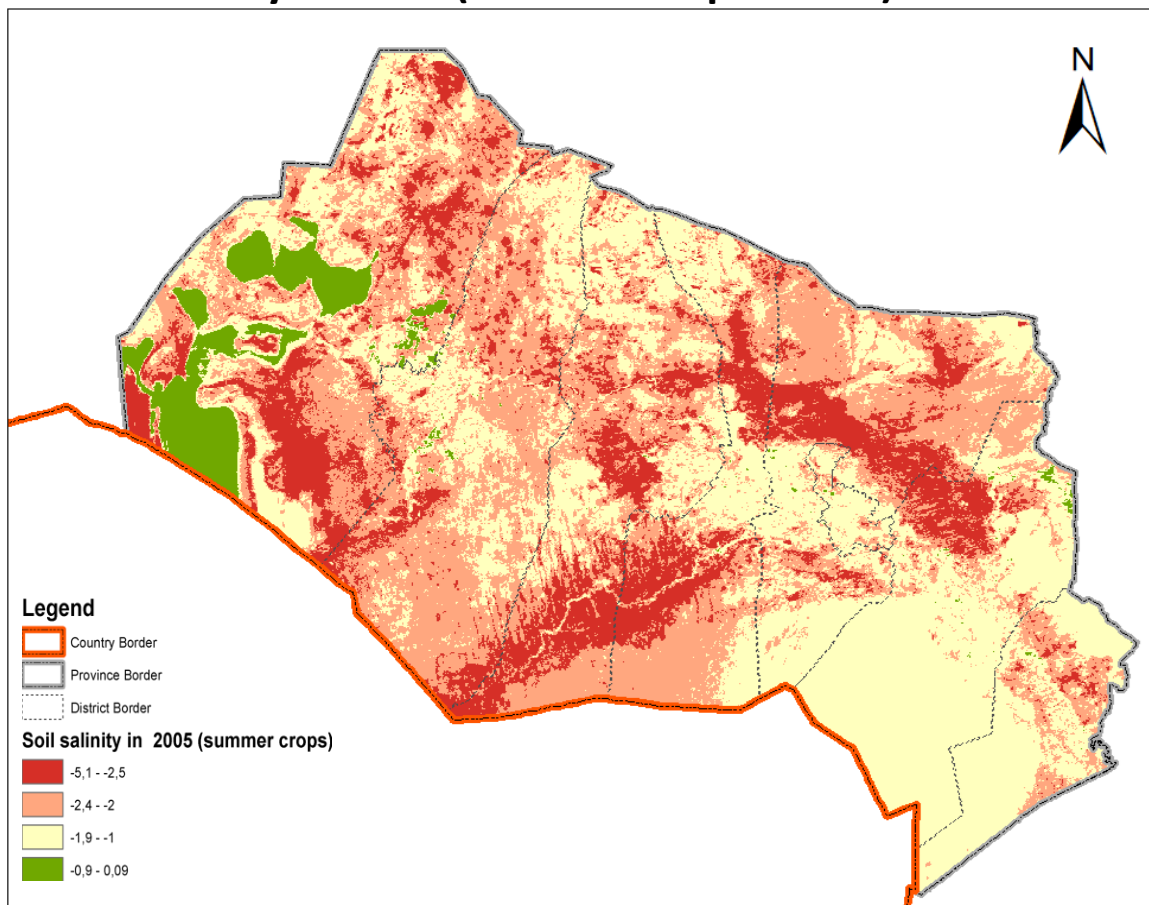 N
Legend
Country Border
Province Border
District Border
Soil salinity in 2005 (summer crops)
-5,1 - -2,5
-2,4 - -2
-1,9 - -1
-0,9 - 0,09